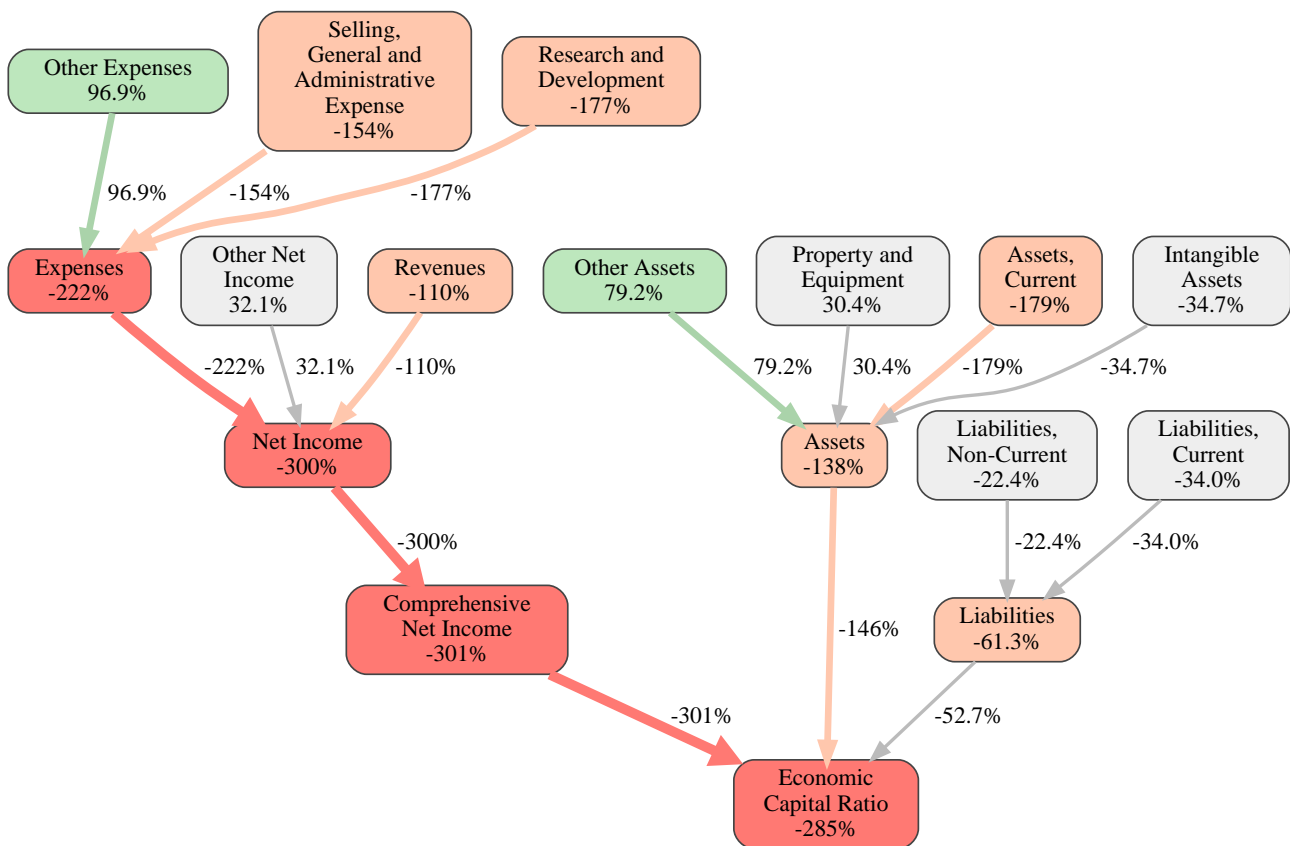 Other Expenses
96.9%
Selling,
General and
Administrative
Expense
-154%
Research and
Development
-177%
96.9%
-154%
-177%
Expenses
-222%
Other Net
Income
32.1%
Revenues
-110%
Other Assets
79.2%
Property and
Equipment
30.4%
Assets,
Current
-179%
Intangible
Assets
-34.7%
-222%
32.1%
-110%
79.2%
30.4%
-179%
-34.7%
Net Income
-300%
Assets
-138%
Liabilities,
Non-Current
-22.4%
Liabilities,
Current
-34.0%
-300%
-22.4%
-34.0%
Comprehensive
Net Income
-301%
-146%
Liabilities
-61.3%
-301%
-52.7%
Economic
Capital Ratio
-285%